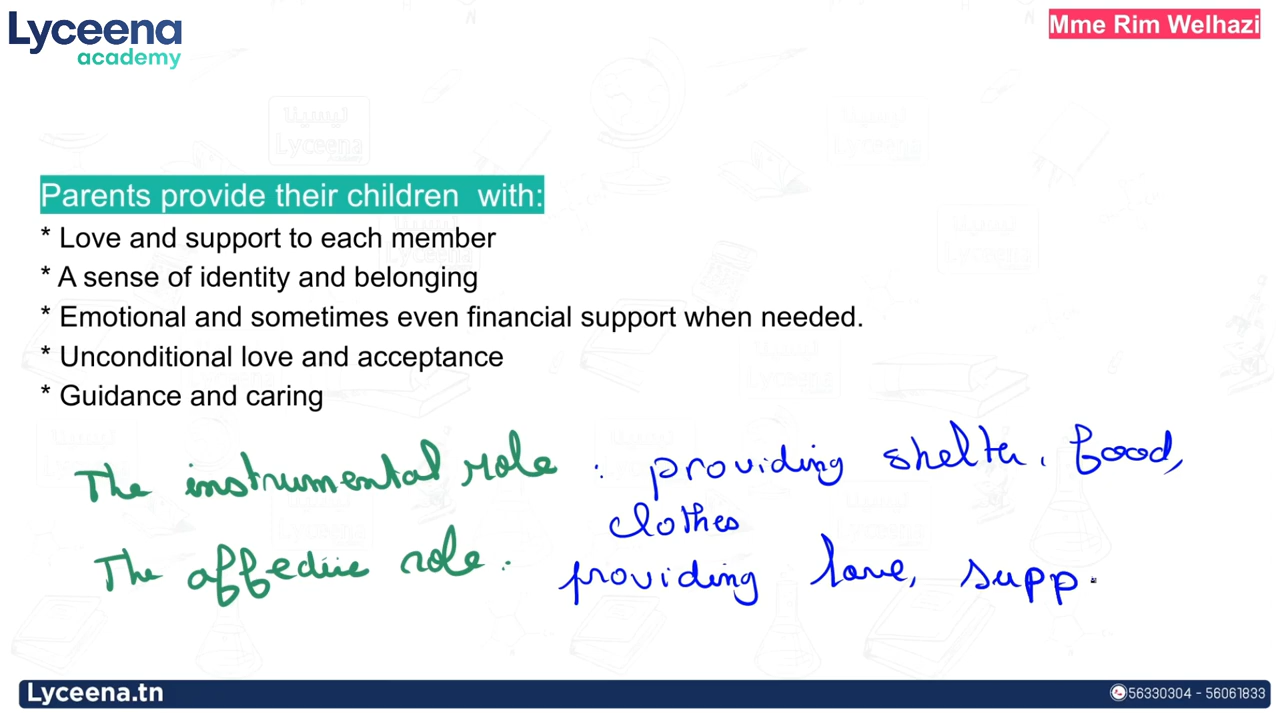 Lyceena
academy
Mme Rim Welhazi
Parents provide their children with:
* Love and support to each member
* A sense of identity and belonging
* Emotional and sometimes even financial support when needed.
* Unconditional love and acceptance
* Guidance and caring
The instrumental role : providing shelter, food,
clothes
The affective role : providing love, supp
Lyceena.tn
56330304 - 56061833